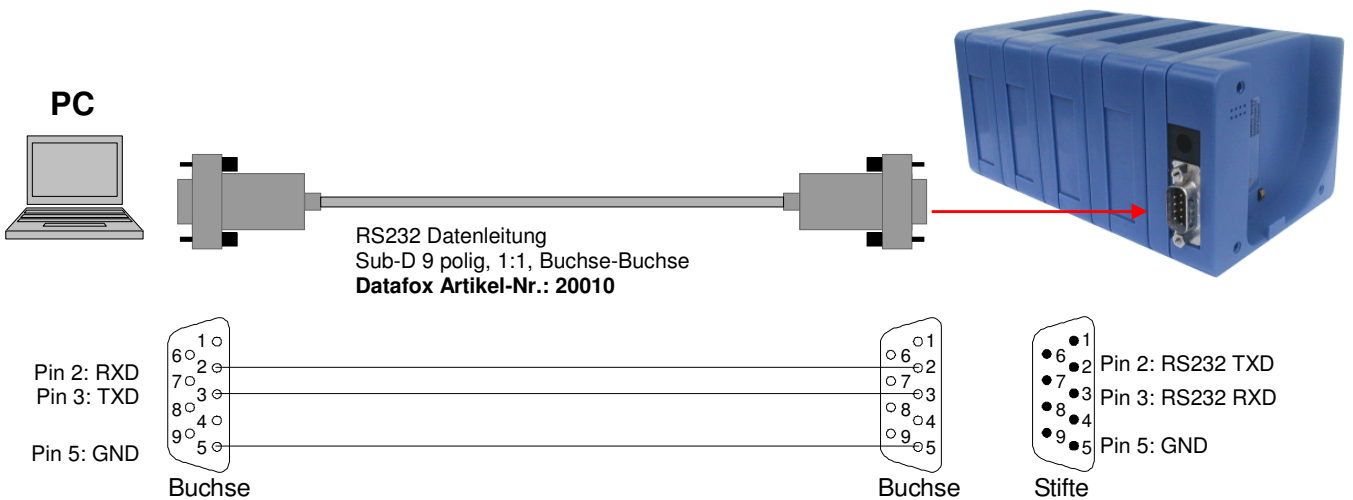 PC
RS232 Datenleitung
Sub-D 9 polig, 1:1, Buchse-Buchse
Datafox Artikel-Nr.: 20010
Pin 2: RXD
Pin 3: TXD
Pin 5: GND
1
6
2
7
3
8
4
9
5
Buchse
1
6
2
7
3
8
4
9
5
Buchse
1
6
2
7
3
8
4
9
5
Stifte
Pin 2: RS232 TXD
Pin 3: RS232 RXD
Pin 5: GND